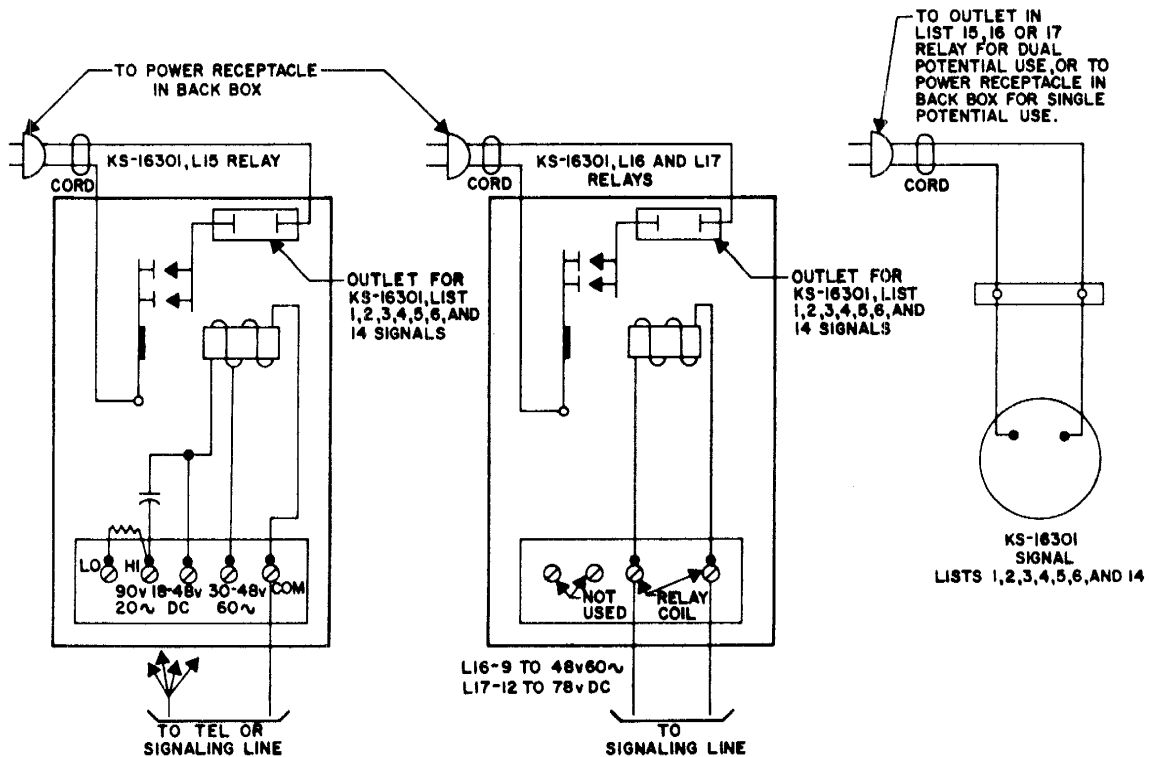 TO OUTLET IN
LIST 15,16 OR 17
RELAY FOR DUAL
POTENTIAL USE,OR TO
POWER RECEPTACLE IN
BACK BOX FOR SINGLE
POTENTIAL USE.
TO POWER RECEPTACLE
IN BACK BOX
KS-16301,L15 RELAY
CORD
KS-16301,L16 AND L17
RELAYS
CORD
CORD
OUTLET FOR
KS-16301,LIST
1,2,3,4,5,6,AND
14 SIGNALS
OUTLET FOR
KS-16301,LIST
1,2,3,4,5,6,AND
14 SIGNALS
LO HI
90v 18-48v 30-48v COM
20~ DC 60~
NOT
USED
RELAY
COIL
KS-16301
SIGNAL
LISTS 1,2,3,4,5,6,AND 14
L16-9 TO 48v60~
L17-12 TO 78v DC
TO TEL OR
SIGNALING LINE
TO
SIGNALING LINE